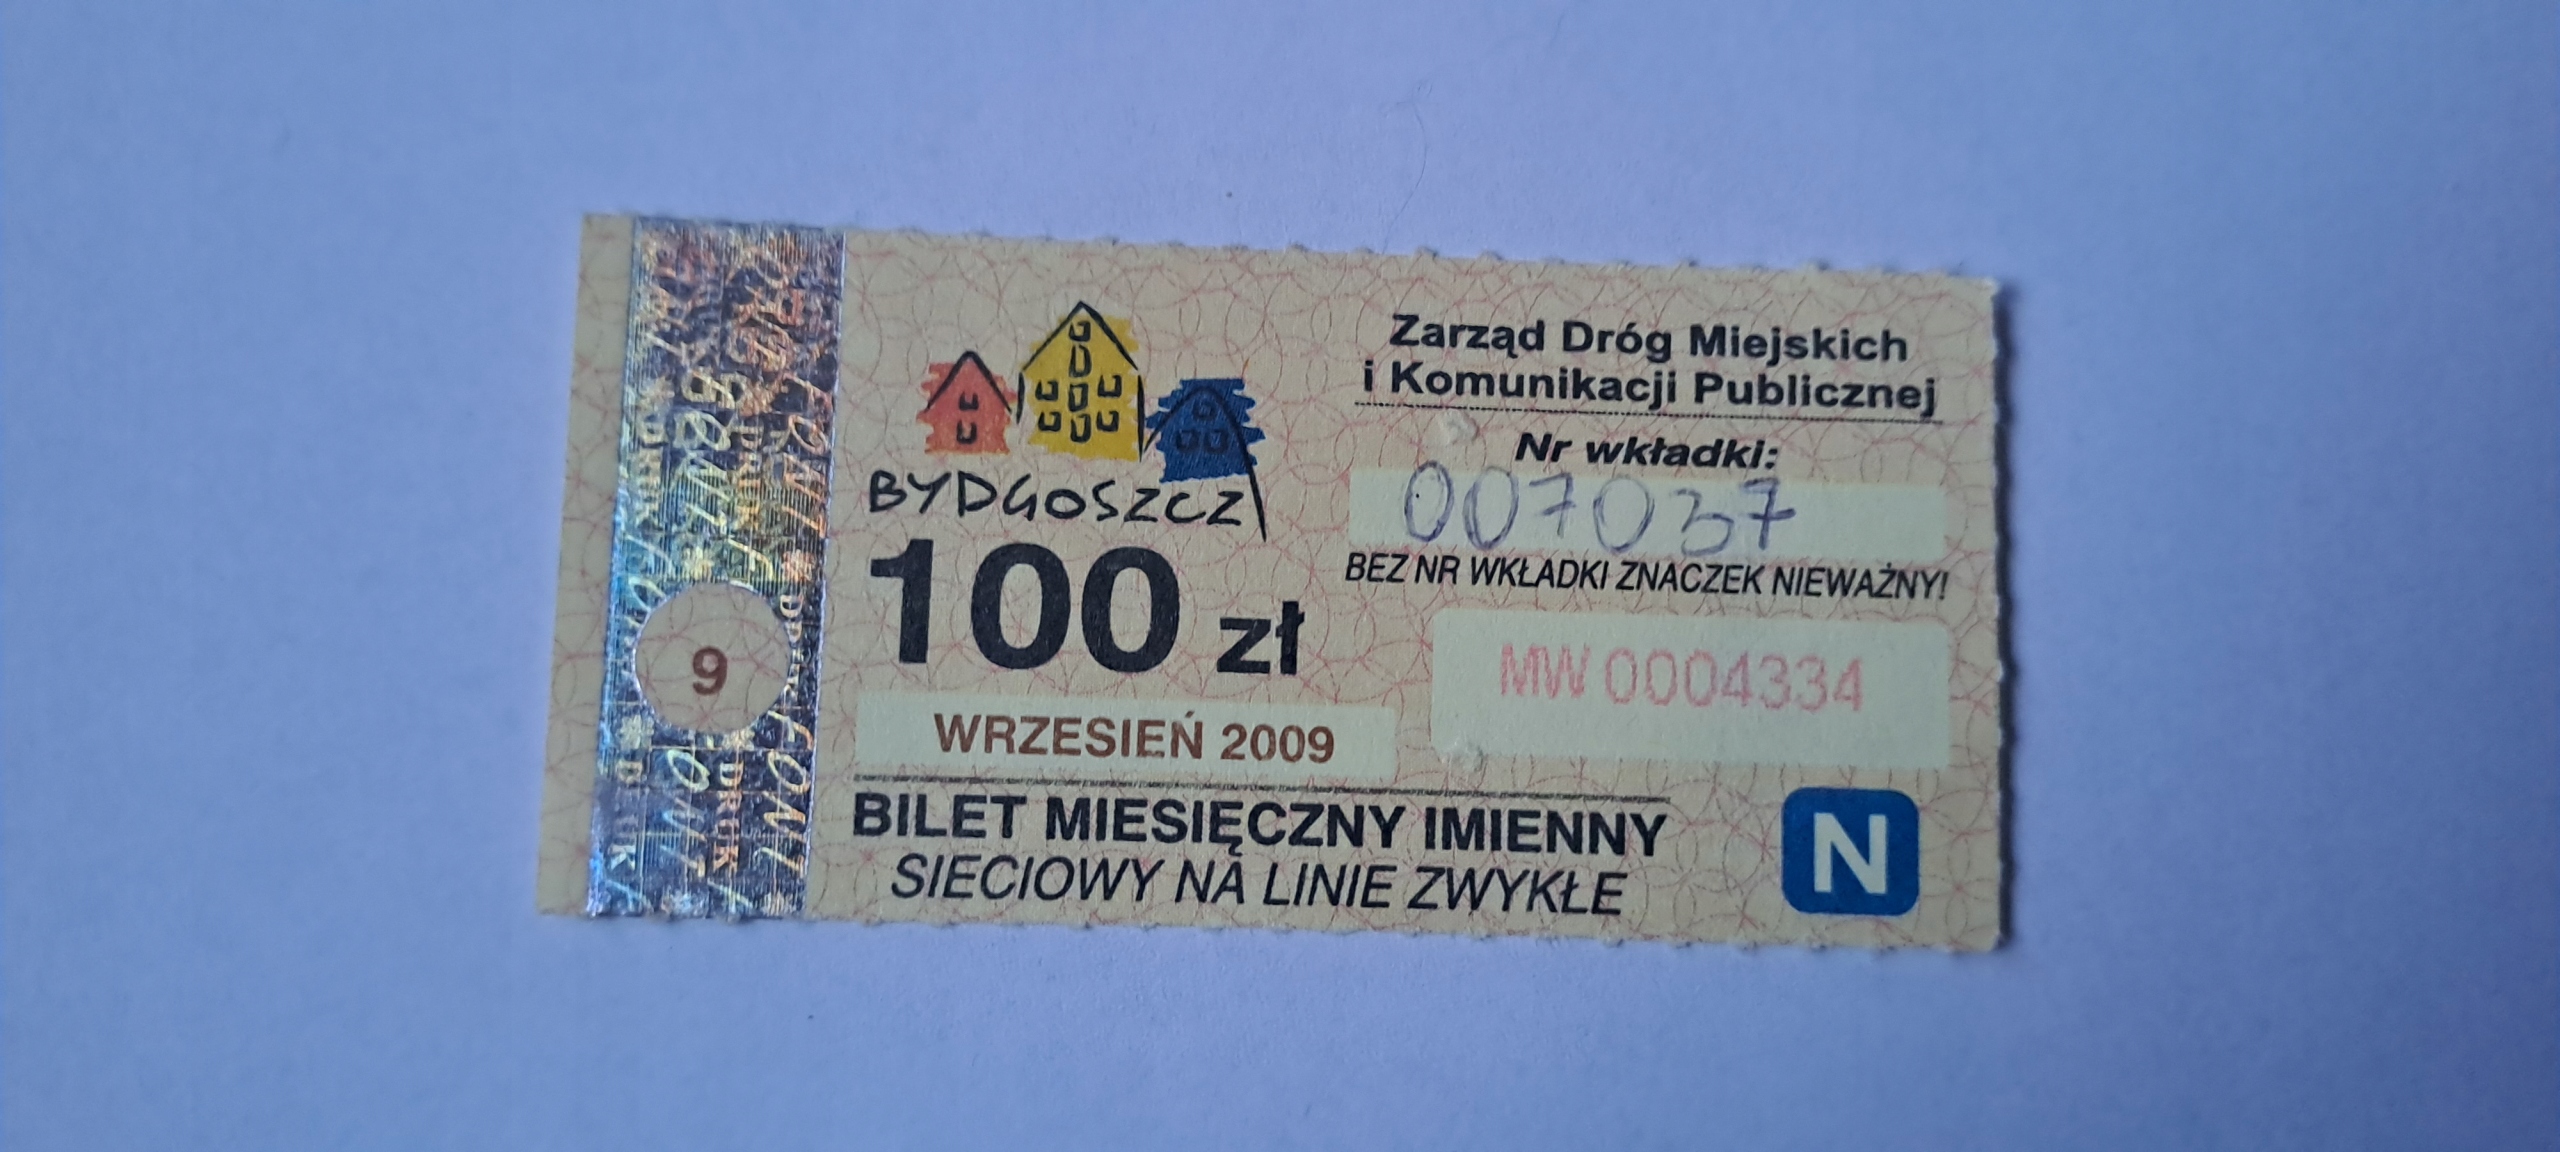 BYDGOSZCZ
100 zł
WRZESIEŃ 2009
BILET MIESIĘCZNY IMIENNY
SIECIOWY NA LINIE ZWYKŁE
9
Zarząd Dróg Miejskich
i Komunikacji Publicznej
Nr wkładki:
007037
BEZ NR WKŁADKI ZNACZEK NIEWAŻNY!
MW 0004334
N